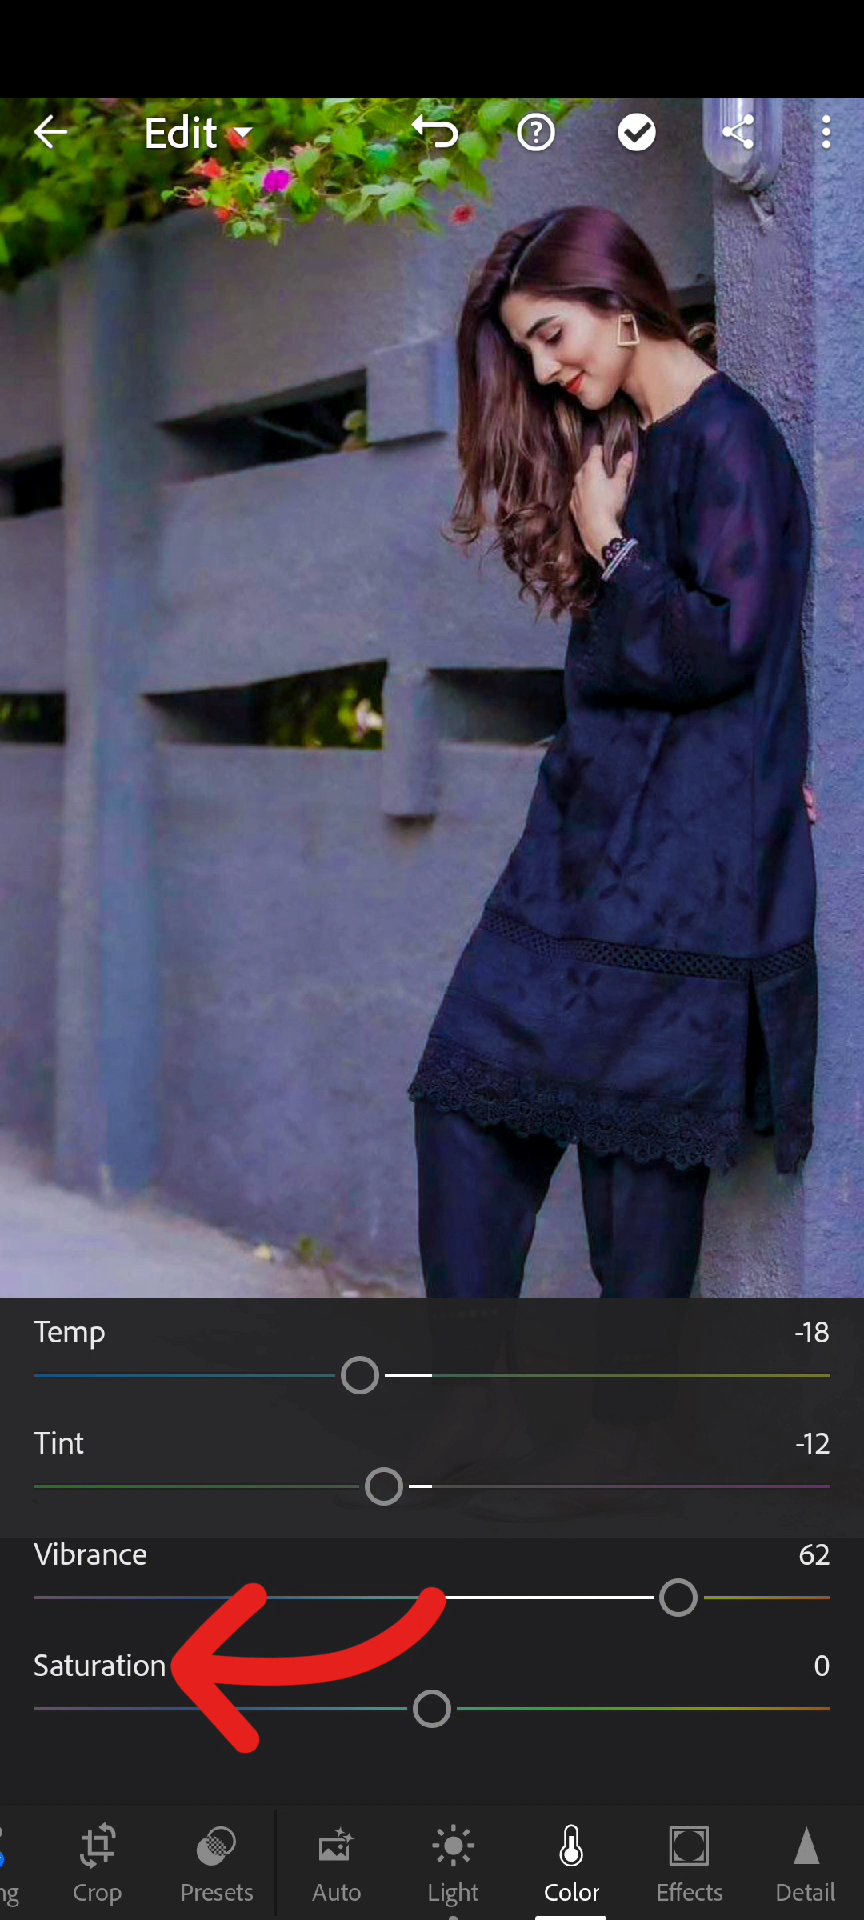 Edit
Temp -18
Tint -12
Vibrance 62
Saturation 0
ng Crop Presets Auto Light Color Effects Detail